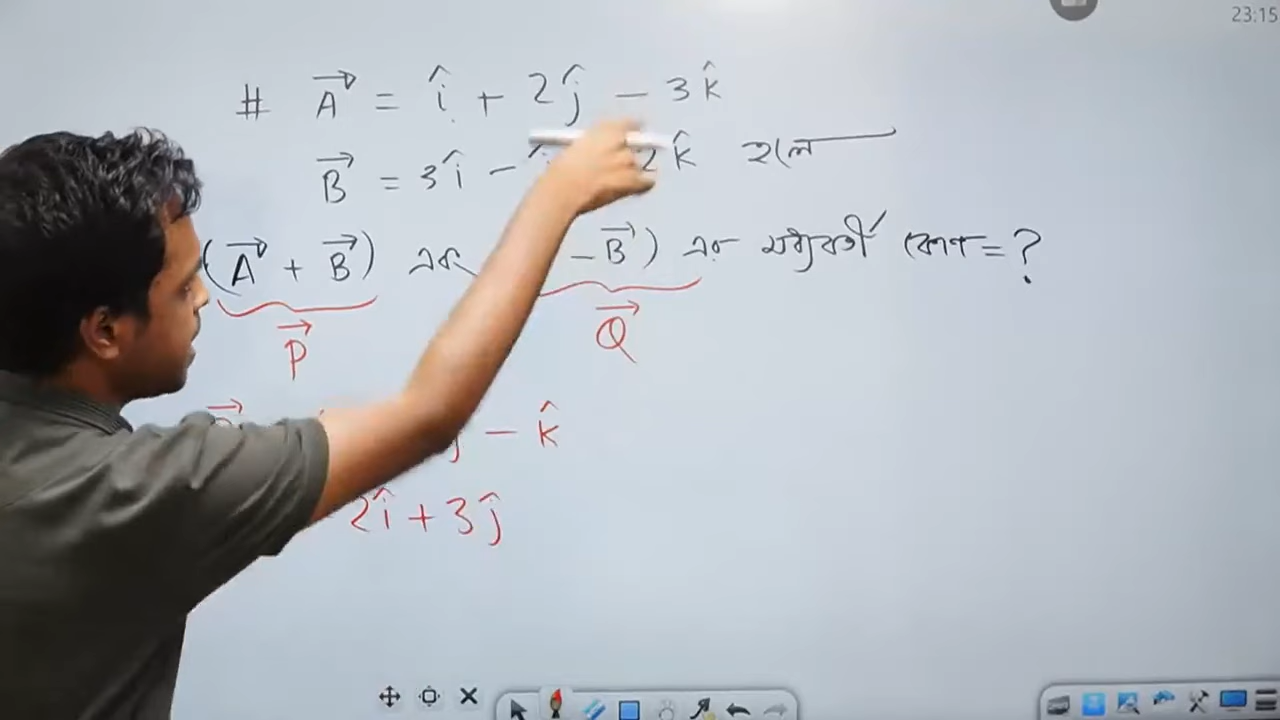 23:15
# A⃗ = î + 2ĵ − 3k̂
B⃗ = 3î − 2k̂ হলে
(A⃗ + B⃗) এবং − B⃗) এর মধ্যবর্তী কোণ = ?
P⃗ Q⃗
− k̂
2î + 3ĵ